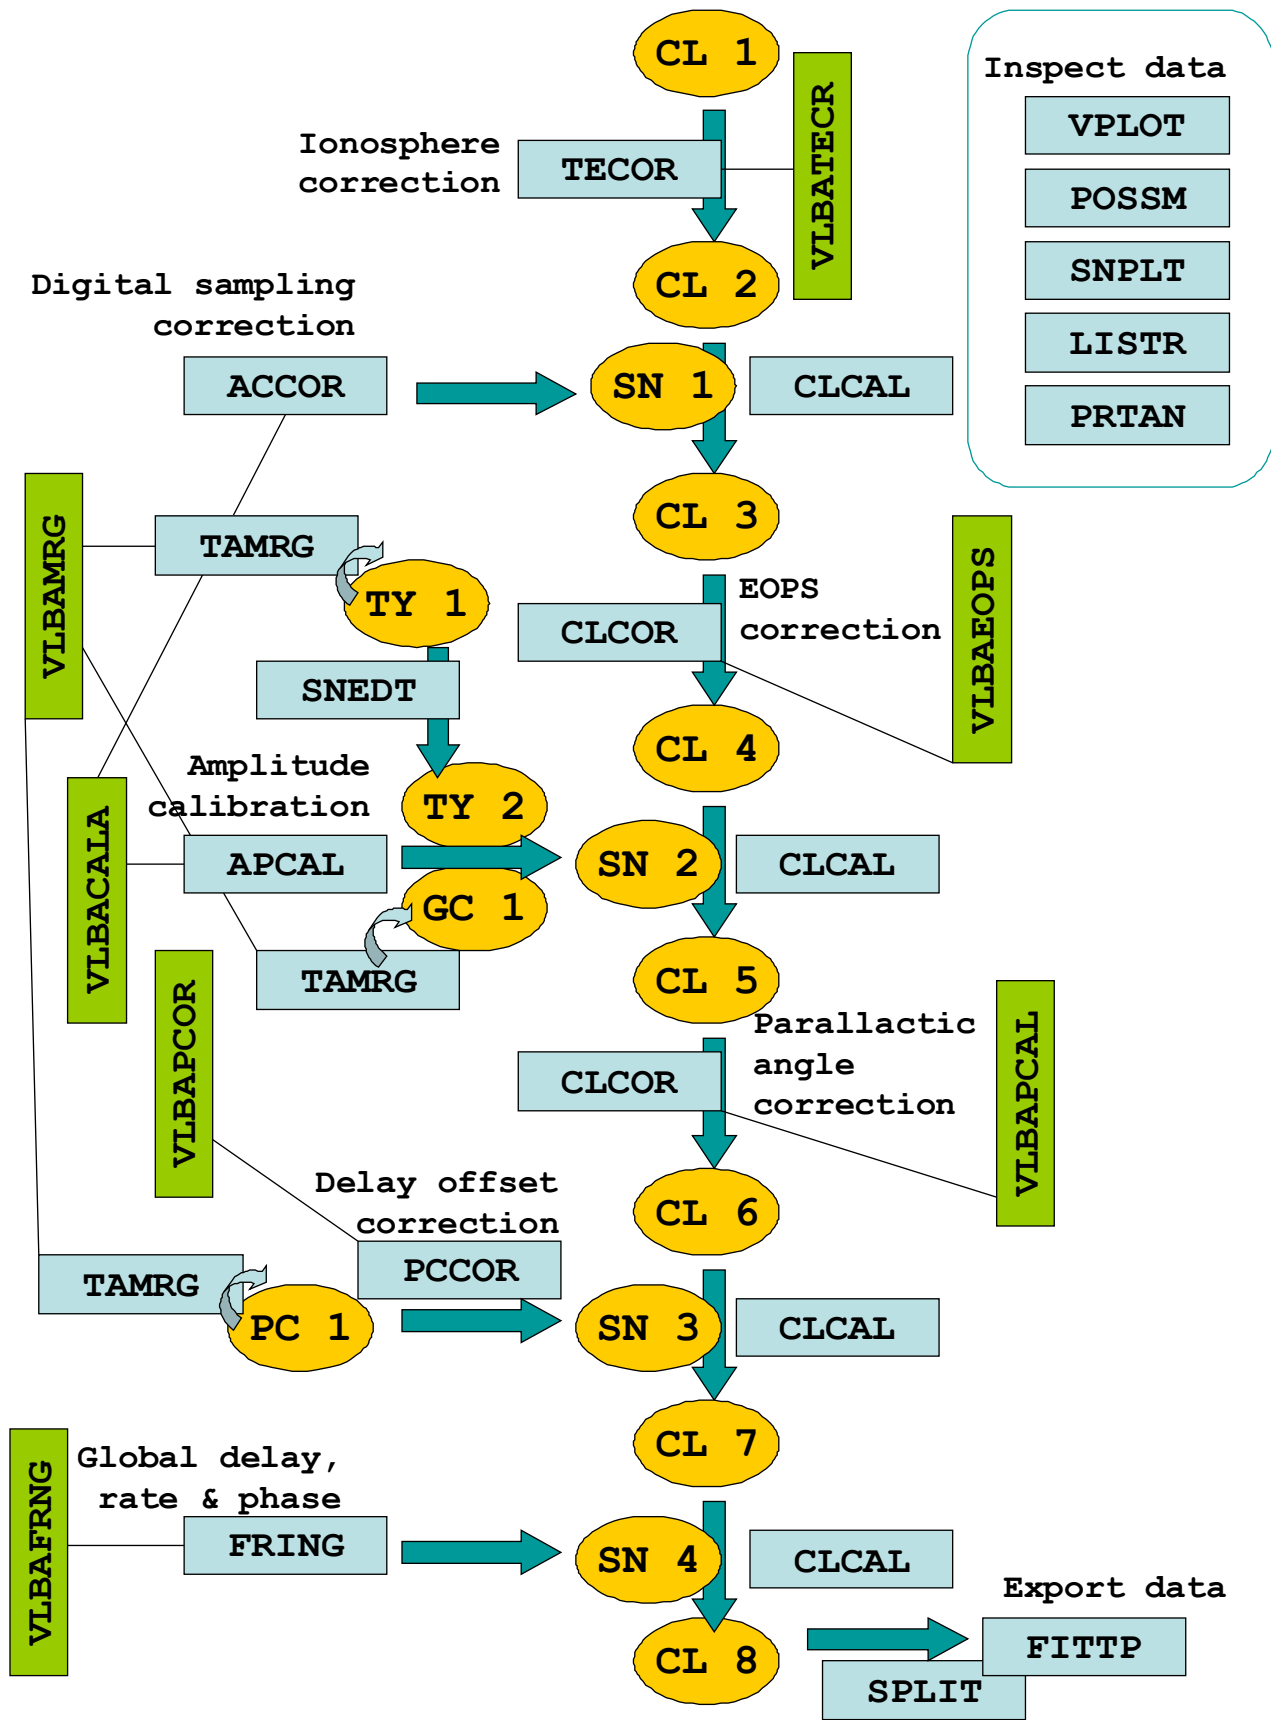 CL 1
Inspect data
VPLOT
POSSM
SNPLT
LISTR
PRTAN
Ionosphere
correction
TECOR
VLBATECR
CL 2
Digital sampling
correction
ACCOR
SN 1
CLCAL
CL 3
VLBAMRG
TAMRG
TY 1
SNEDT
EOPS
correction
CLCOR
VLBAEOPS
CL 4
Amplitude
calibration
TY 2
VLBACALA
APCAL
GC 1
TAMRG
SN 2
CLCAL
CL 5
VLBAPCOR
Parallactic
angle
correction
CLCOR
VLBAPCAL
CL 6
Delay offset
correction
PCCOR
TAMRG
PC 1
SN 3
CLCAL
CL 7
VLBAFRNG
Global delay,
rate & phase
FRING
SN 4
CLCAL
CL 8
Export data
FITTP
SPLIT